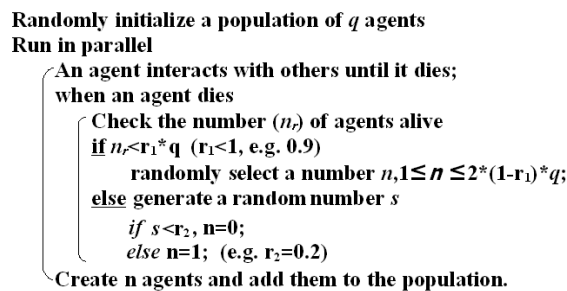 Randomly initialize a population of q agents
Run in parallel
An agent interacts with others until it dies;
when an agent dies
Check the number (nᵣ) of agents alive
if nᵣ<r₁*q (r₁<1, e.g. 0.9)
randomly select a number n,1≤ n ≤2*(1-r₁)*q;
else generate a random number s
if s<r₂, n=0;
else n=1; (e.g. r₂=0.2)
Create n agents and add them to the population.